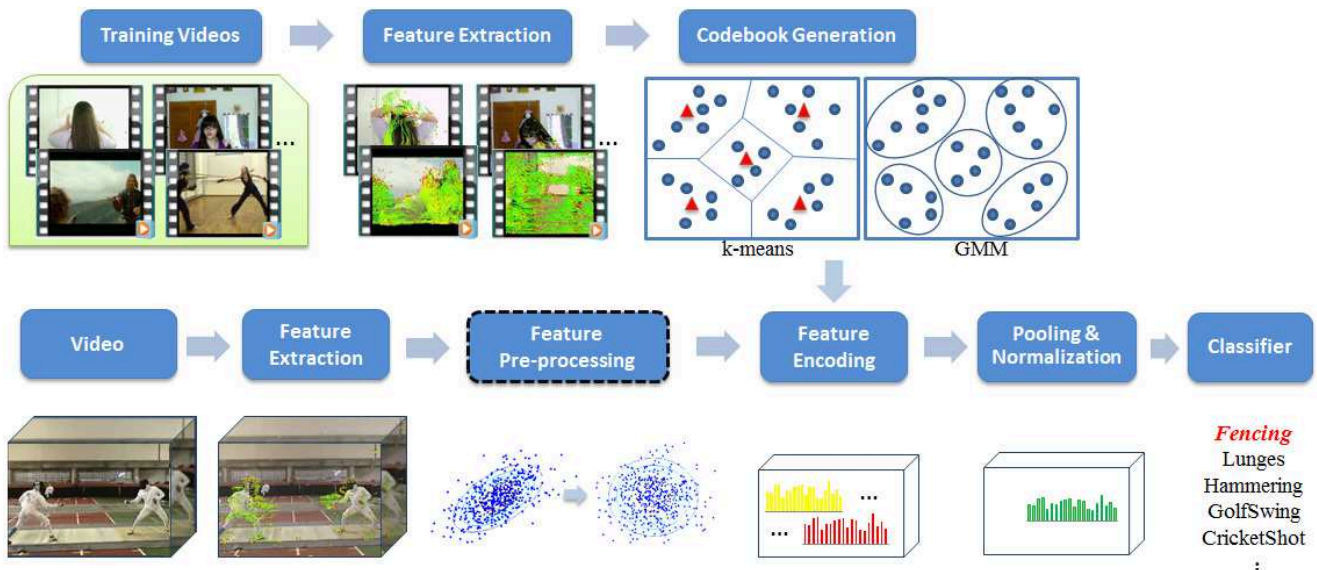 Training Videos
Feature Extraction
Codebook Generation
...
...
k-means
GMM
Video
Feature
Extraction
Feature
Pre-processing
Feature
Encoding
Pooling &
Normalization
Classifier
...
...
Fencing
Lunges
Hammering
GolfSwing
CricketShot
⋮